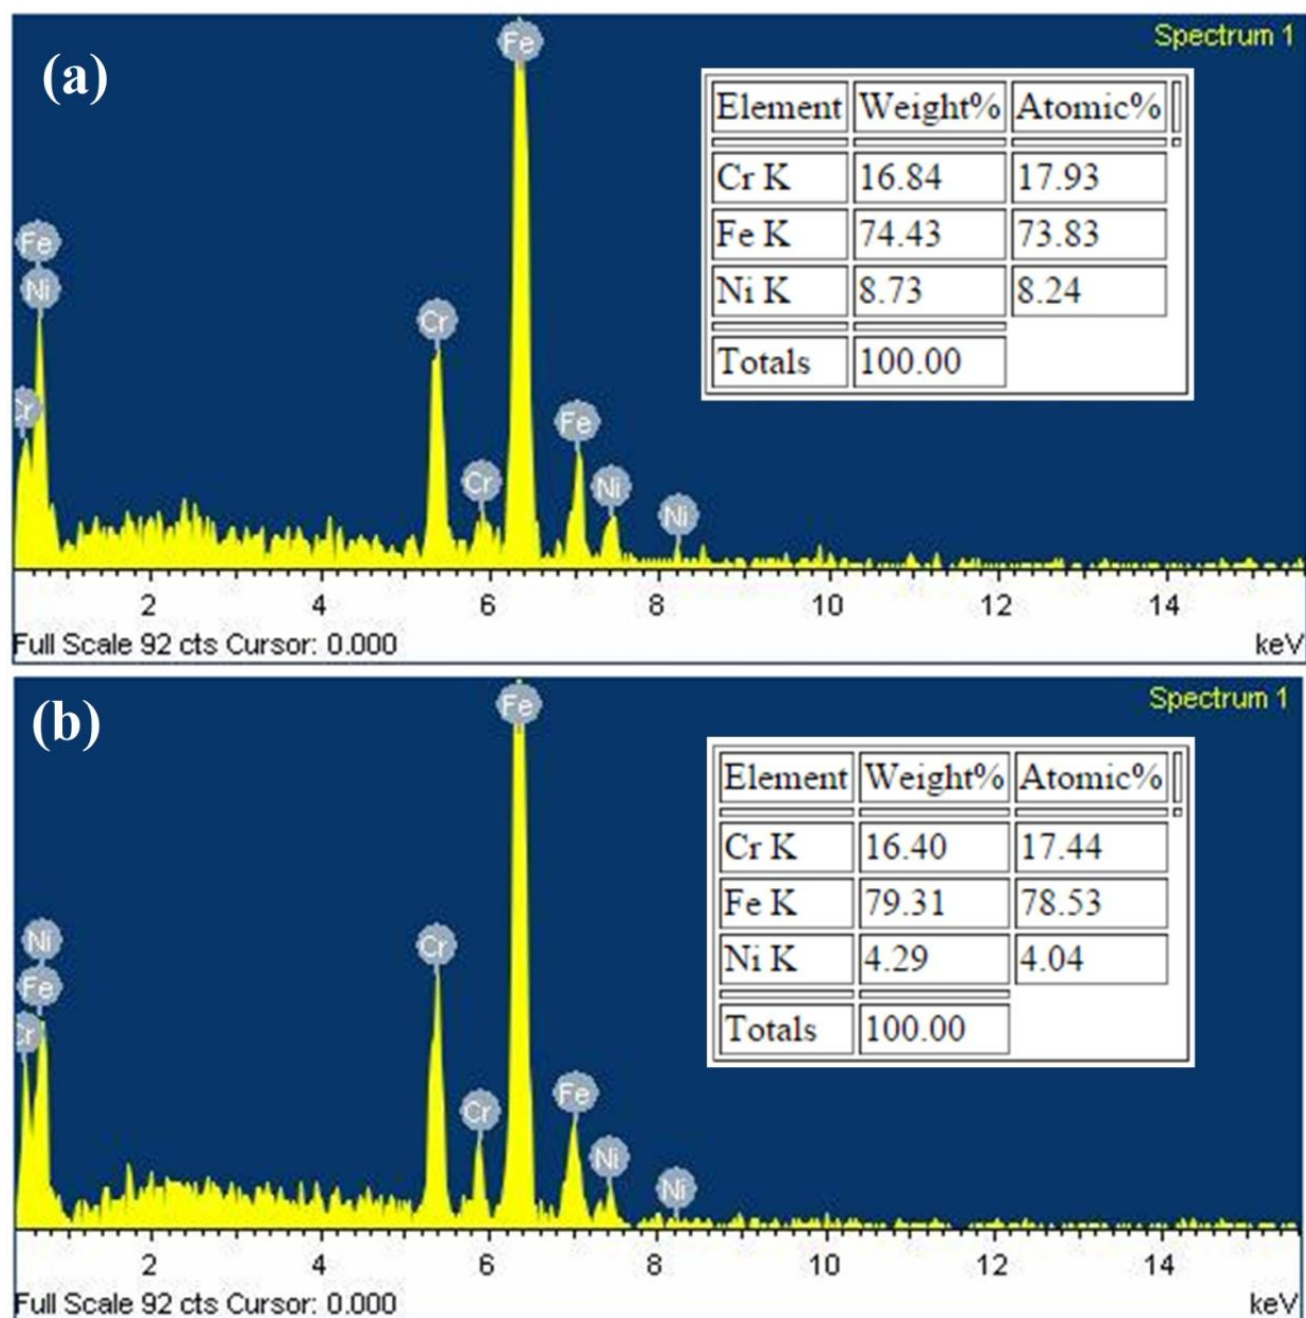 (a)
Spectrum 1
Fe
Element Weight% Atomic%
Cr K 16.84 17.93
Fe K 74.43 73.83
Ni K 8.73 8.24
Totals 100.00
Fe
Ni
Cr
Cr
Fe
Cr
Ni
Ni
2 4 6 8 10 12 14
Full Scale 92 cts Cursor: 0.000 keV
(b)
Spectrum 1
Fe
Element Weight% Atomic%
Cr K 16.40 17.44
Fe K 79.31 78.53
Ni K 4.29 4.04
Totals 100.00
Ni
Cr
Fe
Cr
Fe
Cr
Ni
Ni
2 4 6 8 10 12 14
Full Scale 92 cts Cursor: 0.000 keV